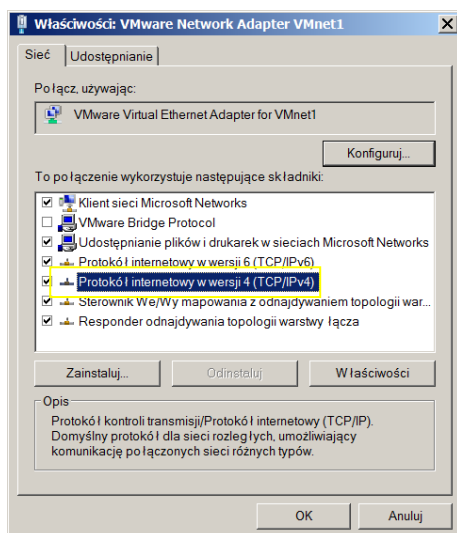 Właściwości: VMware Network Adapter VMnet1
Sieć Udostępnianie
Połącz, używając:
VMware Virtual Ethernet Adapter for VMnet1
Konfiguruj...
To połączenie wykorzystuje następujące składniki:
Klient sieci Microsoft Networks
VMware Bridge Protocol
Udostępnianie plików i drukarek w sieciach Microsoft Networks
Protokół internetowy w wersji 6 (TCP/IPv6)
Protokół internetowy w wersji 4 (TCP/IPv4)
Sterownik We/Wy mapowania z odnajdywaniem topologii war...
Responder odnajdywania topologii warstwy łącza
Zainstaluj... Odinstaluj Właściwości
Opis
Protokół kontroli transmisji/Protokół internetowy (TCP/IP).
Domyślny protokół dla sieci rozległych, umożliwiający
komunikację połączonych sieci różnych typów.
OK Anuluj